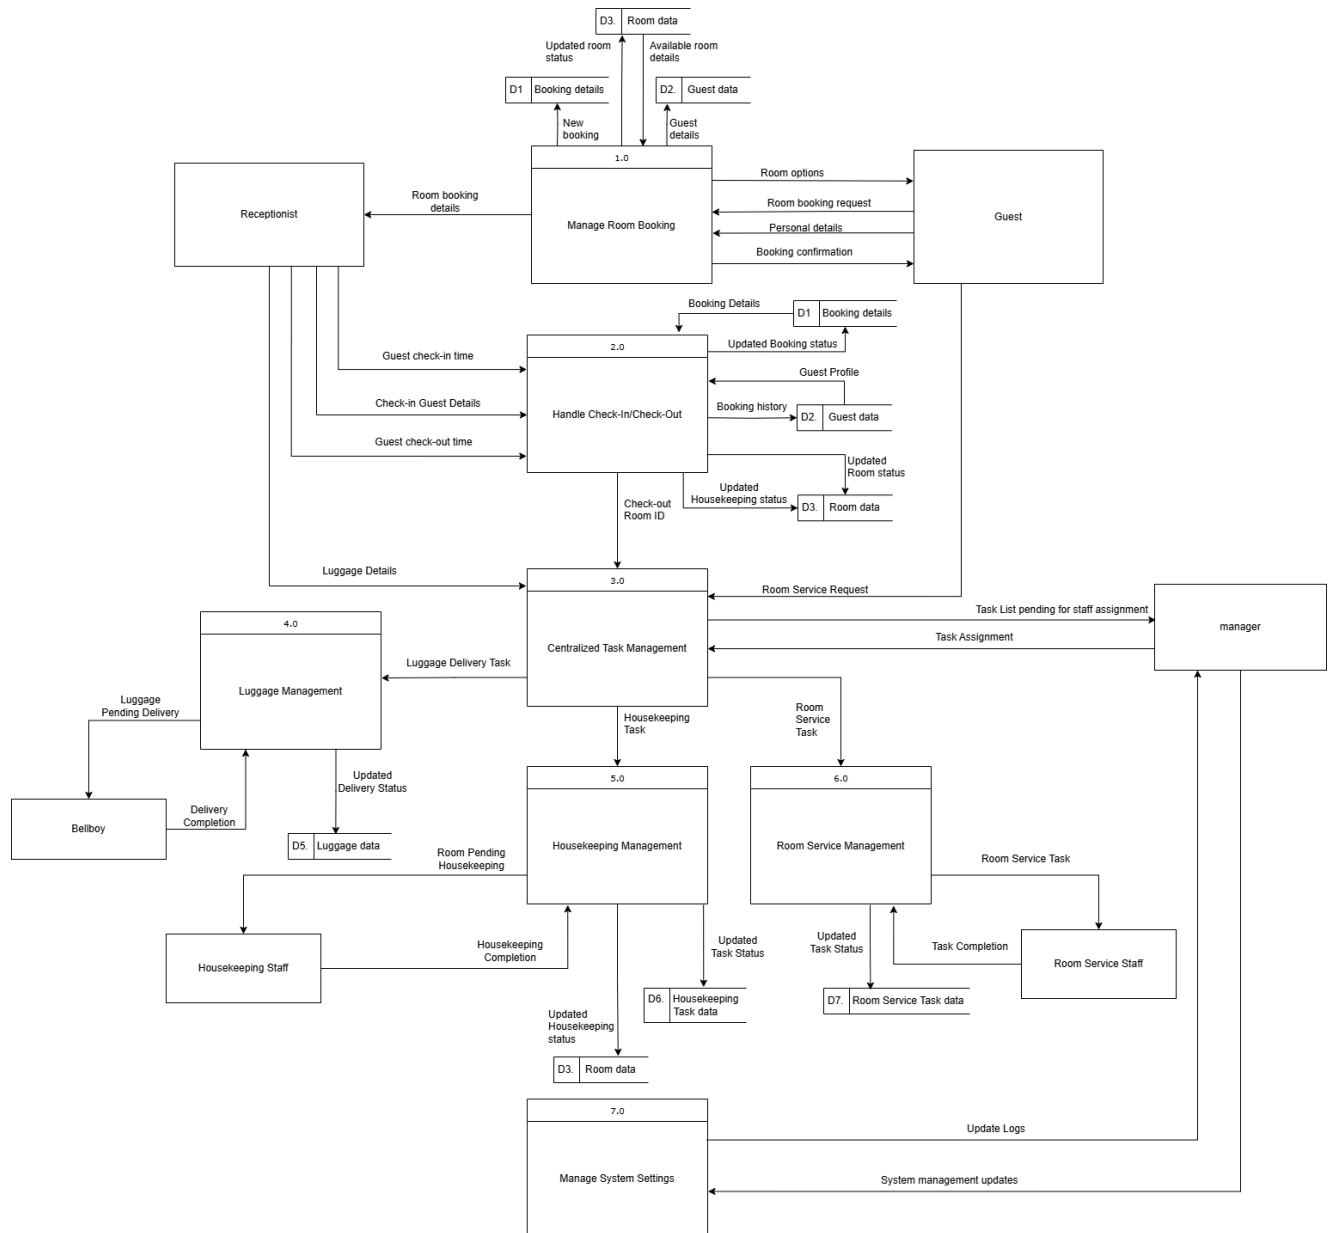 D3. Room data
Updated room
status
Available room
details
D1 Booking details
D2. Guest data
New
booking
Guest
details
1.0
Manage Room Booking
Receptionist
Room booking
details
Room options
Room booking request
Personal details
Booking confirmation
Guest
Booking Details
D1 Booking details
Updated Booking status
2.0
Handle Check-In/Check-Out
Guest check-in time
Check-in Guest Details
Guest check-out time
Guest Profile
Booking history
D2. Guest data
Updated
Room status
Updated
Housekeeping status
D3. Room data
Check-out
Room ID
Luggage Details
3.0
Centralized Task Management
Room Service Request
Task List pending for staff assignment
Task Assignment
manager
4.0
Luggage Management
Luggage Delivery Task
Luggage
Pending Delivery
Housekeeping
Task
Room
Service
Task
Updated
Delivery Status
Delivery
Completion
Bellboy
D5. Luggage data
5.0
Housekeeping Management
6.0
Room Service Management
Room Pending
Housekeeping
Room Service Task
Housekeeping
Completion
Housekeeping Staff
Updated
Task Status
Updated
Task Status
Task Completion
Room Service Staff
D6. Housekeeping
Task data
D7. Room Service Task data
Updated
Housekeeping
status
D3. Room data
7.0
Manage System Settings
Update Logs
System management updates